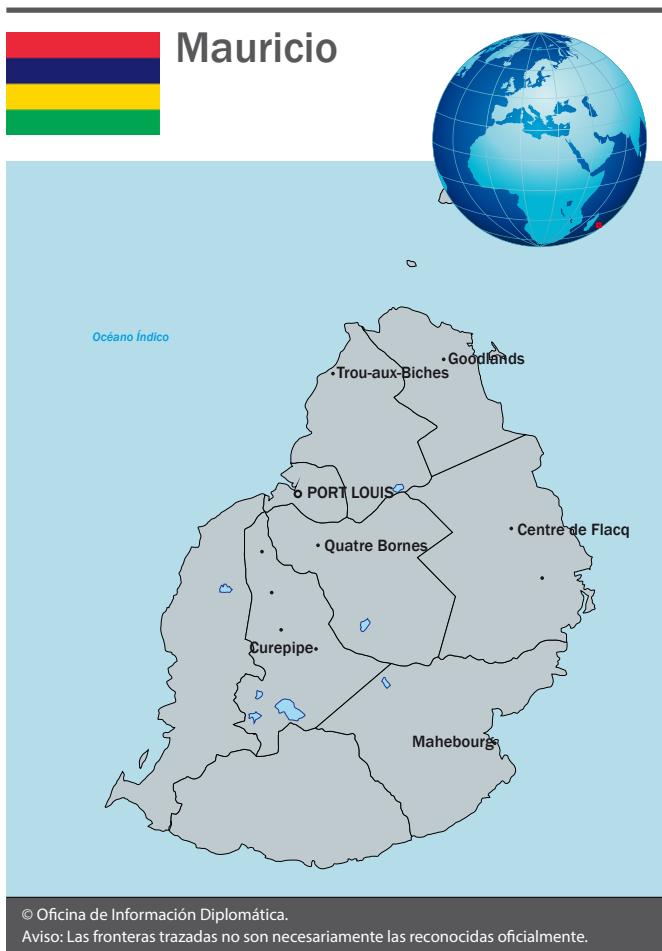 Mauricio
Océano Índico
Goodlands
Trou-aux-Biches
PORT LOUIS
Centre de Flacq
Quatre Bornes
Curepipe
Mahebourg
© Oficina de Información Diplomática.
Aviso: Las fronteras trazadas no son necesariamente las reconocidas oficialmente.